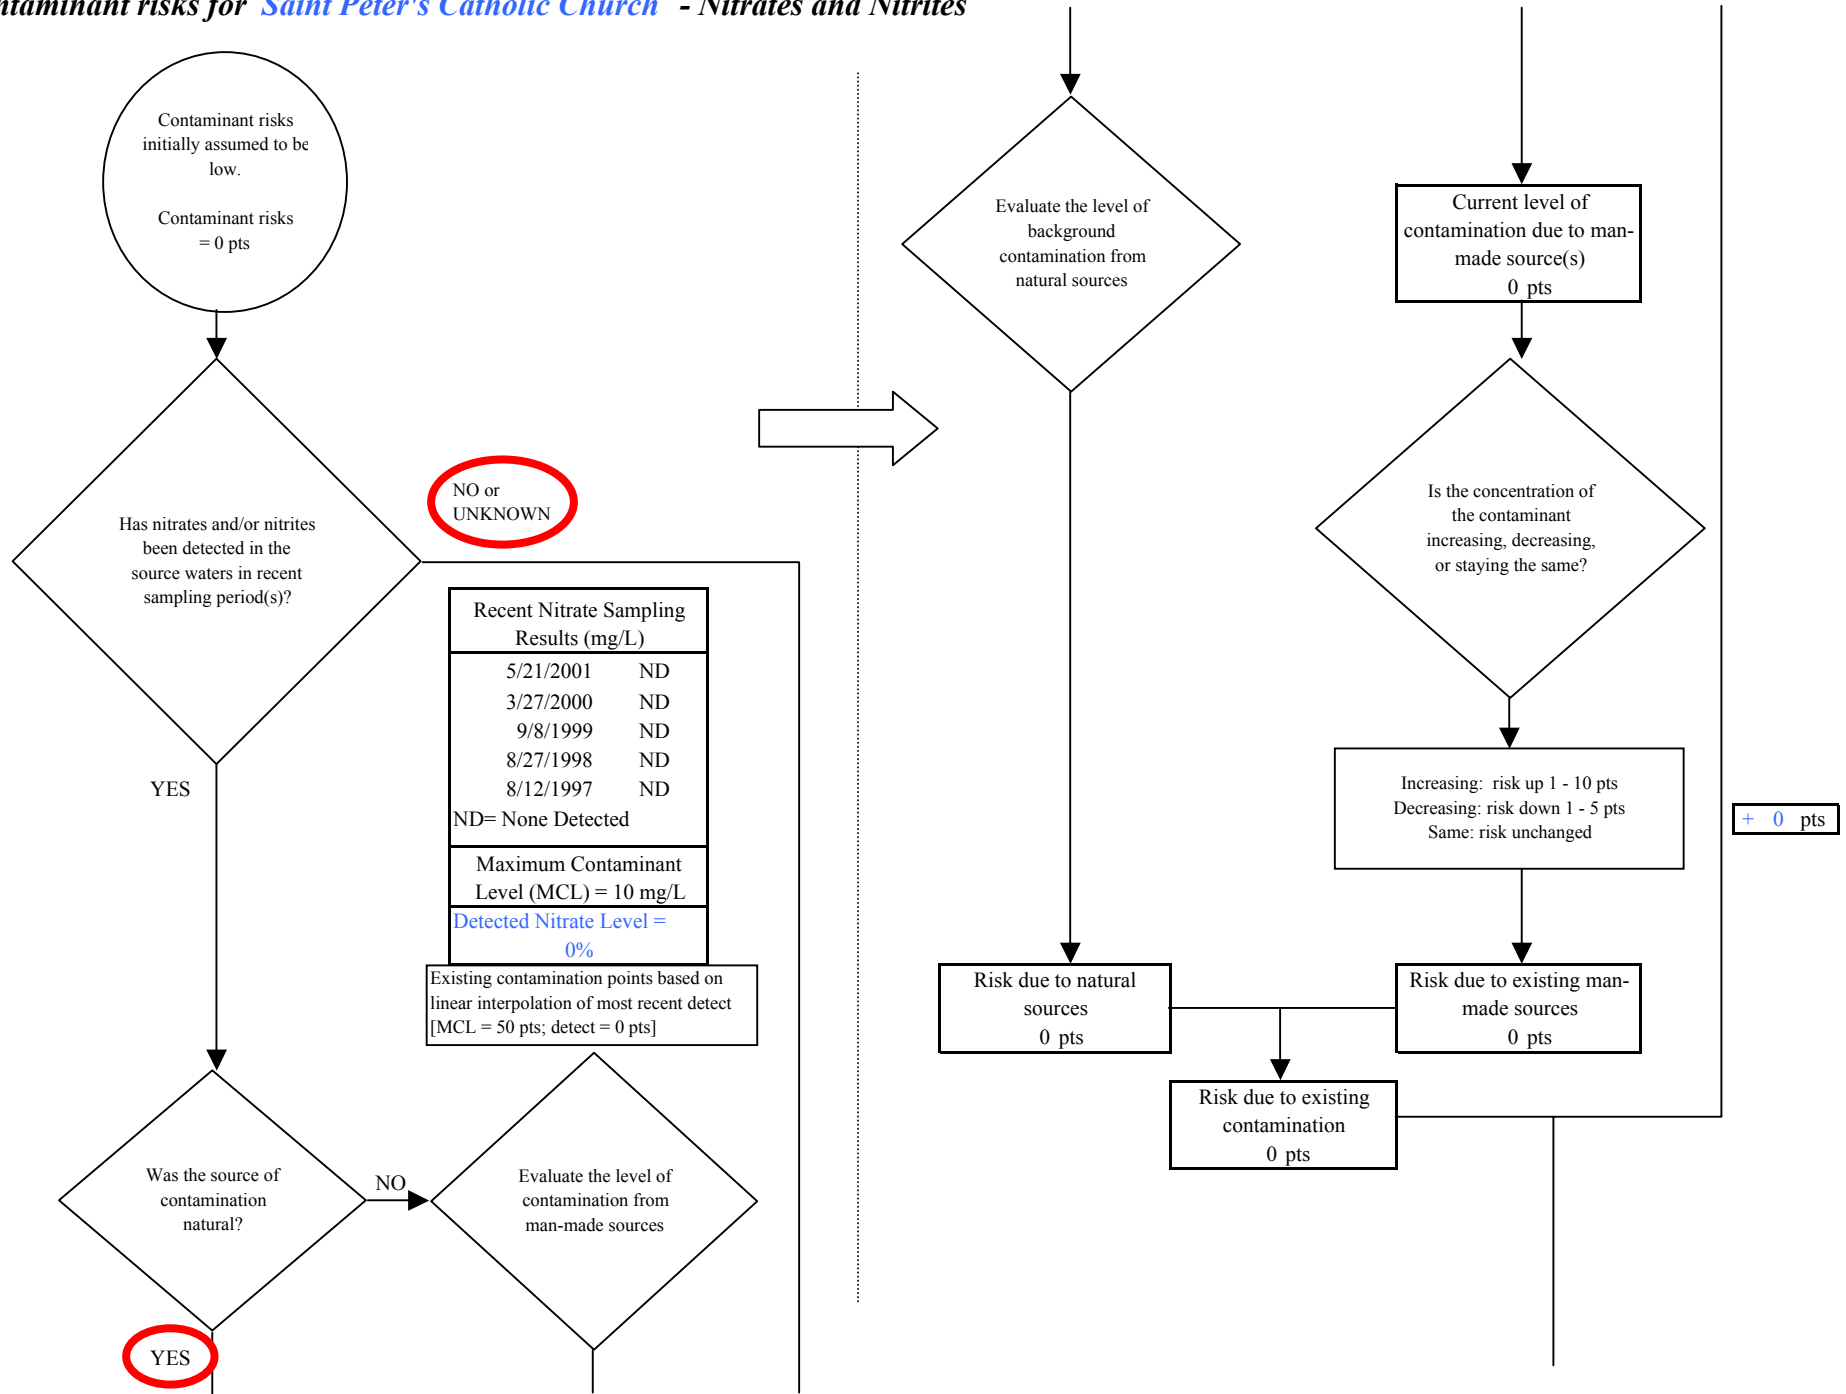 ntaminant risks for Saint Peter's Catholic Church - Nitrates and Nitrites
Contaminant risks
initially assumed to be
low.
Contaminant risks
= 0 pts
Has nitrates and/or nitrites
been detected in the
source waters in recent
sampling period(s)?
NO or
UNKNOWN
YES
Recent Nitrate Sampling
Results (mg/L)
5/21/2001 ND
3/27/2000 ND
9/8/1999 ND
8/27/1998 ND
8/12/1997 ND
ND= None Detected
Maximum Contaminant
Level (MCL) = 10 mg/L
Detected Nitrate Level =
0%
Existing contamination points based on
linear interpolation of most recent detect
[MCL = 50 pts; detect = 0 pts]
Was the source of
contamination
natural?
NO
YES
Evaluate the level of
contamination from
man-made sources
Evaluate the level of
background
contamination from
natural sources
Current level of
contamination due to man-
made source(s)
0 pts
Is the concentration of
the contaminant
increasing, decreasing,
or staying the same?
Increasing: risk up 1 - 10 pts
Decreasing: risk down 1 - 5 pts
Same: risk unchanged
+ 0 pts
Risk due to natural
sources
0 pts
Risk due to existing man-
made sources
0 pts
Risk due to existing
contamination
0 pts